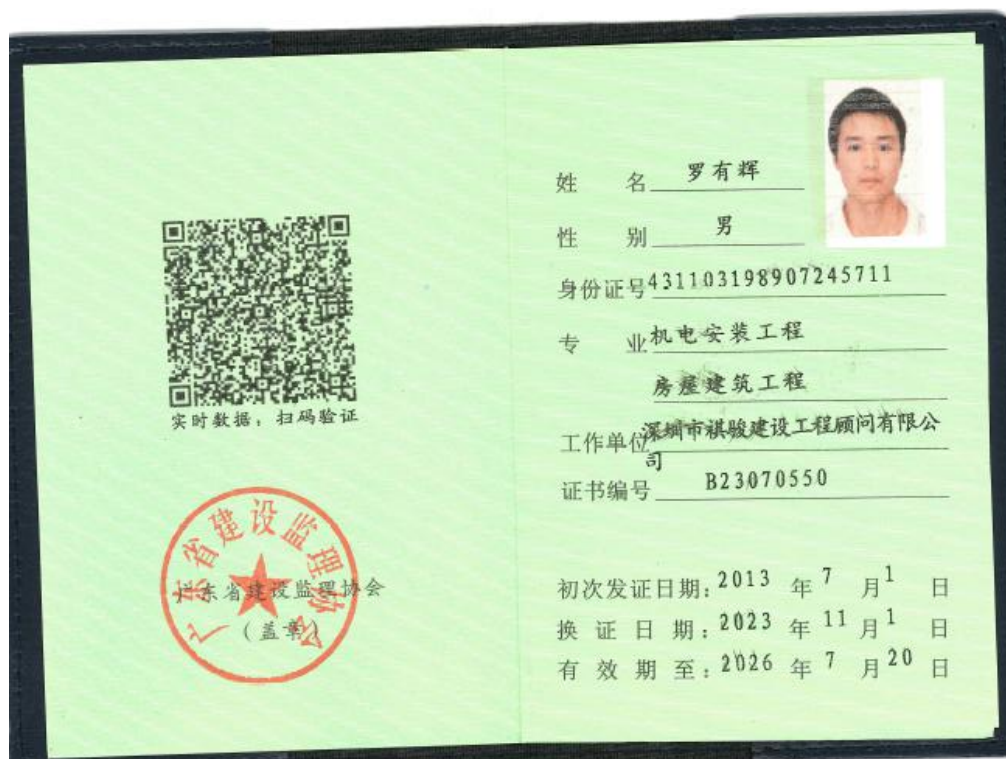 实时数据：扫码验证
广东省建设监理协会
广东省建设监理协会
（盖章）
姓 名 罗有辉
性 别 男
身份证号 431103198907245711
专 业 机电安装工程
房屋建筑工程
工作单位 深圳市祺骏建设工程顾问有限公
司
证书编号 B23070550
初次发证日期：2013 年 7 月 1 日
换 证 日 期：2023 年 11 月 1 日
有 效 期 至：2026 年 7 月 20 日